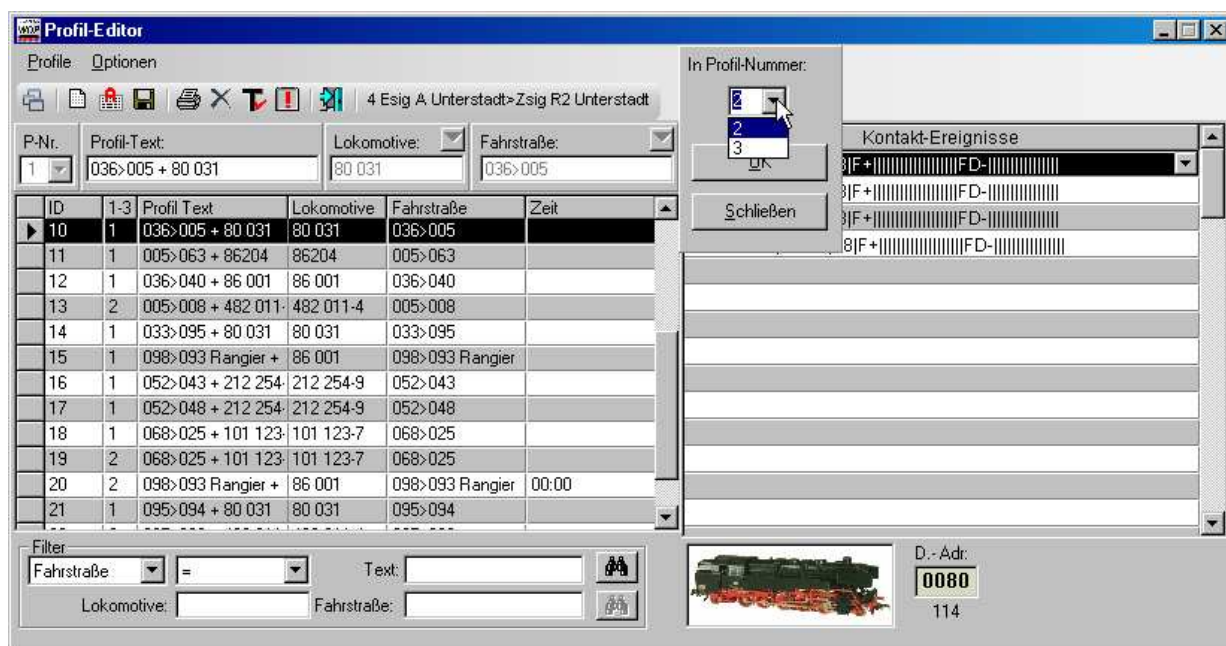 WDP Profil-Editor
Profile Optionen
4 Esig A Unterstadt>Zsig R2 Unterstadt
In Profil-Nummer:
2
2
3
OK
Schließen
P-Nr. Profil-Text: Lokomotive: Fahrstraße:
1 036>005 + 80 031 80 031 036>005
Kontakt-Ereignisse
|F+||||||||||||||||||FD-|||||||||||||||
|F+||||||||||||||||||FD-|||||||||||||||
|F+||||||||||||||||||FD-|||||||||||||||
8|F+||||||||||||||||||FD-|||||||||||||||
ID 1-3 Profil Text Lokomotive Fahrstraße Zeit
10 1 036>005 + 80 031 80 031 036>005
11 1 005>063 + 86204 86204 005>063
12 1 036>040 + 86 001 86 001 036>040
13 2 005>008 + 482 011- 482 011-4 005>008
14 1 033>095 + 80 031 80 031 033>095
15 1 098>093 Rangier + 86 001 098>093 Rangier
16 1 052>043 + 212 254- 212 254-9 052>043
17 1 052>048 + 212 254- 212 254-9 052>048
18 1 068>025 + 101 123- 101 123-7 068>025
19 2 068>025 + 101 123- 101 123-7 068>025
20 2 098>093 Rangier + 86 001 098>093 Rangier 00:00
21 1 095>094 + 80 031 80 031 095>094
Filter
Fahrstraße = Text:
Lokomotive: Fahrstraße:
D.-Adr:
0080
114